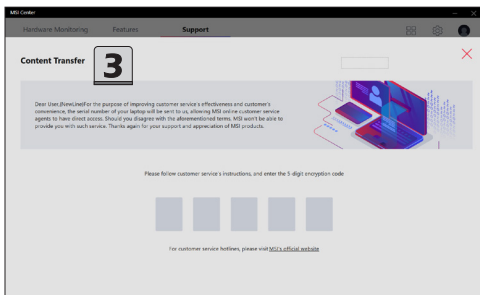 MSI Center
Hardware Monitoring Features Support
Content Transfer
3
Dear User,(NewLine)For the purpose of improving customer service's effectiveness and customer's
convenience, the serial number of your laptop will be sent to us, allowing MSI online customer service
agents to have direct access. Should you disagree with the aforementioned terms, MSI won't be able to
provide you with such service. Thanks again for your support and appreciation of MSI products.
Please follow customer service's instructions, and enter the 5-digit encryption code
For customer service hotlines, please visit MSI's official website